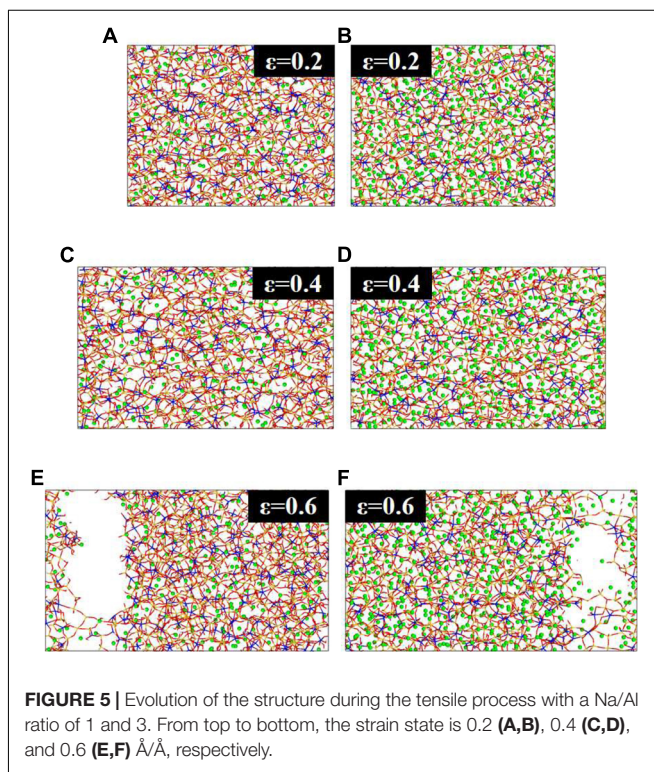 A
B
ε=0.2
ε=0.2
C
D
ε=0.4
ε=0.4
E
F
ε=0.6
ε=0.6
FIGURE 5 | Evolution of the structure during the tensile process with a Na/Al
ratio of 1 and 3. From top to bottom, the strain state is 0.2 (A,B), 0.4 (C,D),
and 0.6 (E,F) Å/Å, respectively.